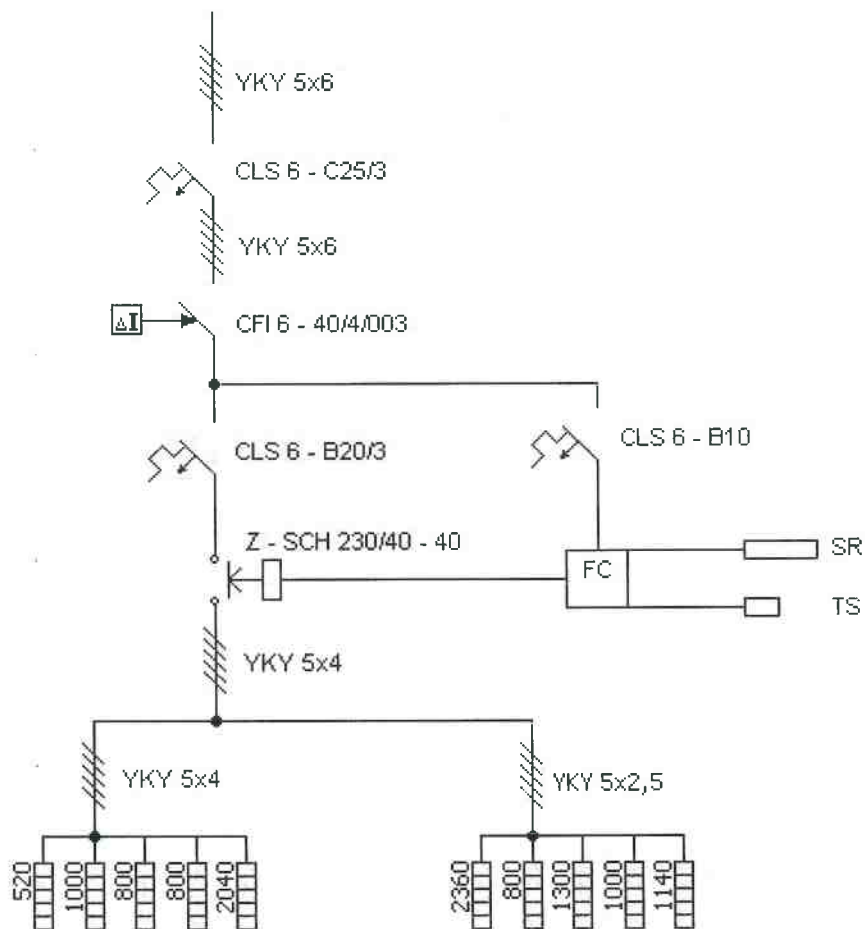 YKY 5x6
CLS 6 - C25/3
YKY 5x6
ΔI
CFI 6 - 40/4/003
CLS 6 - B20/3
CLS 6 - B10
Z - SCH 230/40 - 40
FC
SR
TS
YKY 5x4
YKY 5x4
YKY 5x2,5
520
1000
800
800
2040
2360
800
1300
1000
1140